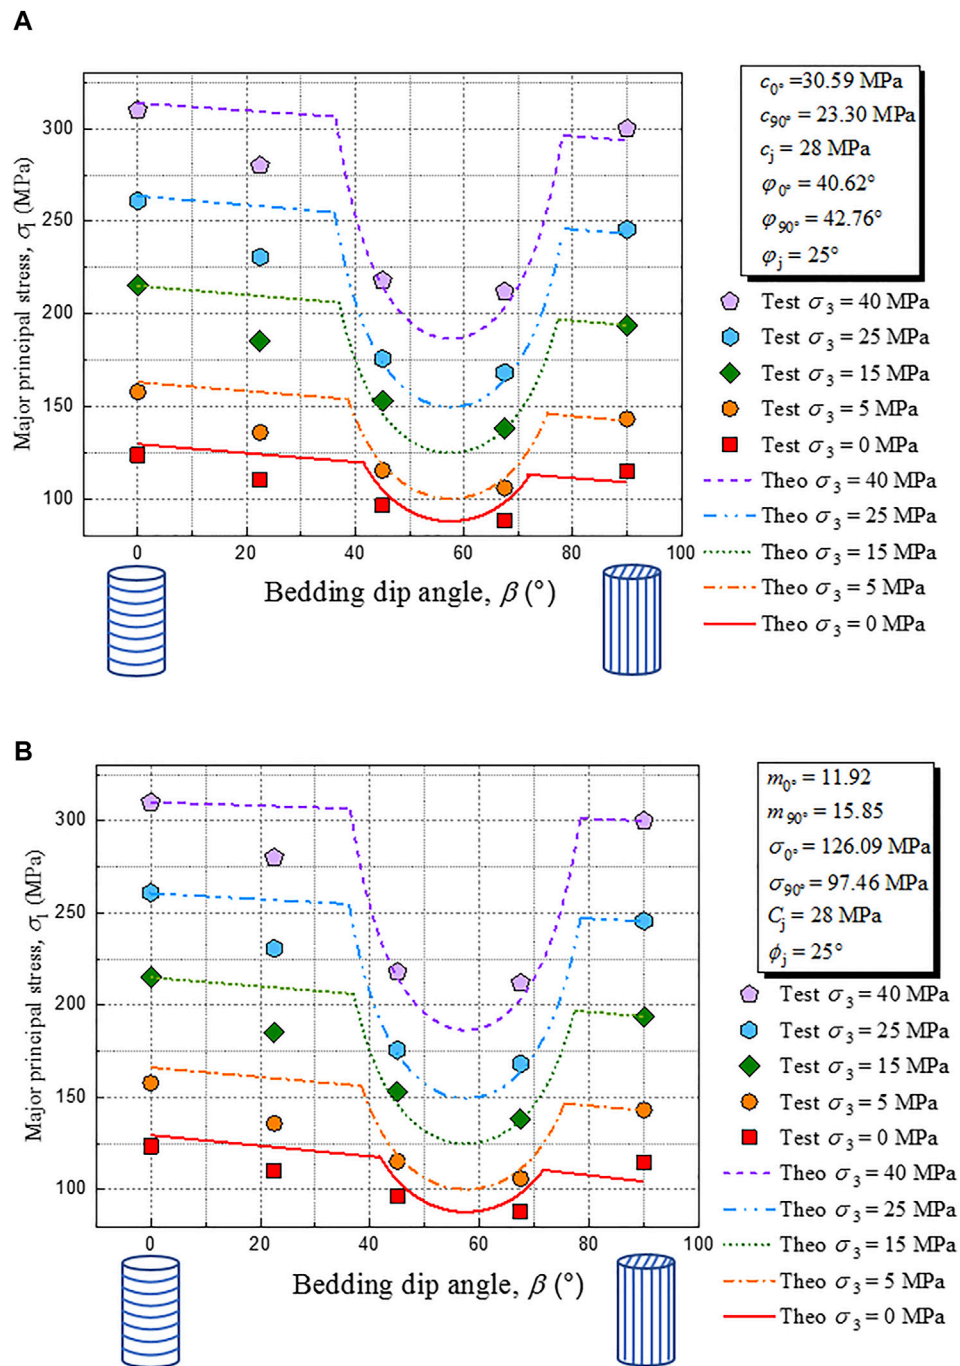 A
Major principal stress, σ1 (MPa)
300
250
200
150
100
0 20 40 60 80 100
Bedding dip angle, β (°)
c0° =30.59 MPa
c90° = 23.30 MPa
cj = 28 MPa
φ0° = 40.62°
φ90° = 42.76°
φj = 25°
Test σ3 = 40 MPa
Test σ3 = 25 MPa
Test σ3 = 15 MPa
Test σ3 = 5 MPa
Test σ3 = 0 MPa
Theo σ3 = 40 MPa
Theo σ3 = 25 MPa
Theo σ3 = 15 MPa
Theo σ3 = 5 MPa
Theo σ3 = 0 MPa
B
Major principal stress, σ1 (MPa)
300
250
200
150
100
0 20 40 60 80 100
Bedding dip angle, β (°)
m0° = 11.92
m90° = 15.85
σ0° = 126.09 MPa
σ90° = 97.46 MPa
Cj = 28 MPa
ϕj = 25°
Test σ3 = 40 MPa
Test σ3 = 25 MPa
Test σ3 = 15 MPa
Test σ3 = 5 MPa
Test σ3 = 0 MPa
Theo σ3 = 40 MPa
Theo σ3 = 25 MPa
Theo σ3 = 15 MPa
Theo σ3 = 5 MPa
Theo σ3 = 0 MPa